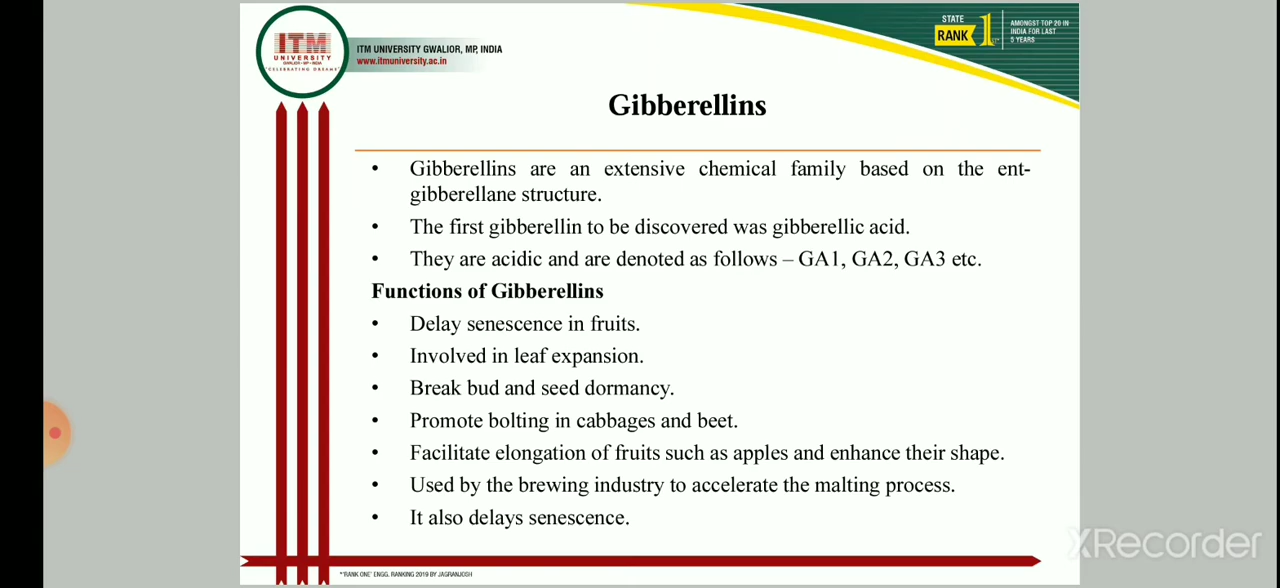 ITM
UNIVERSITY
GWALIOR • MP • INDIA
"CELEBRATING DREAMS"
ITM UNIVERSITY GWALIOR, MP, INDIA
www.itmuniversity.ac.in
STATE
RANK 1ST*
AMONGST TOP 20 IN
INDIA FOR LAST
5 YEARS
Gibberellins
• Gibberellins are an extensive chemical family based on the ent-
gibberellane structure.
• The first gibberellin to be discovered was gibberellic acid.
• They are acidic and are denoted as follows – GA1, GA2, GA3 etc.
Functions of Gibberellins
• Delay senescence in fruits.
• Involved in leaf expansion.
• Break bud and seed dormancy.
• Promote bolting in cabbages and beet.
• Facilitate elongation of fruits such as apples and enhance their shape.
• Used by the brewing industry to accelerate the malting process.
• It also delays senescence.
*"RANK ONE" ENGG. RANKING 2019 BY JAGRANJOSH
XRecorder